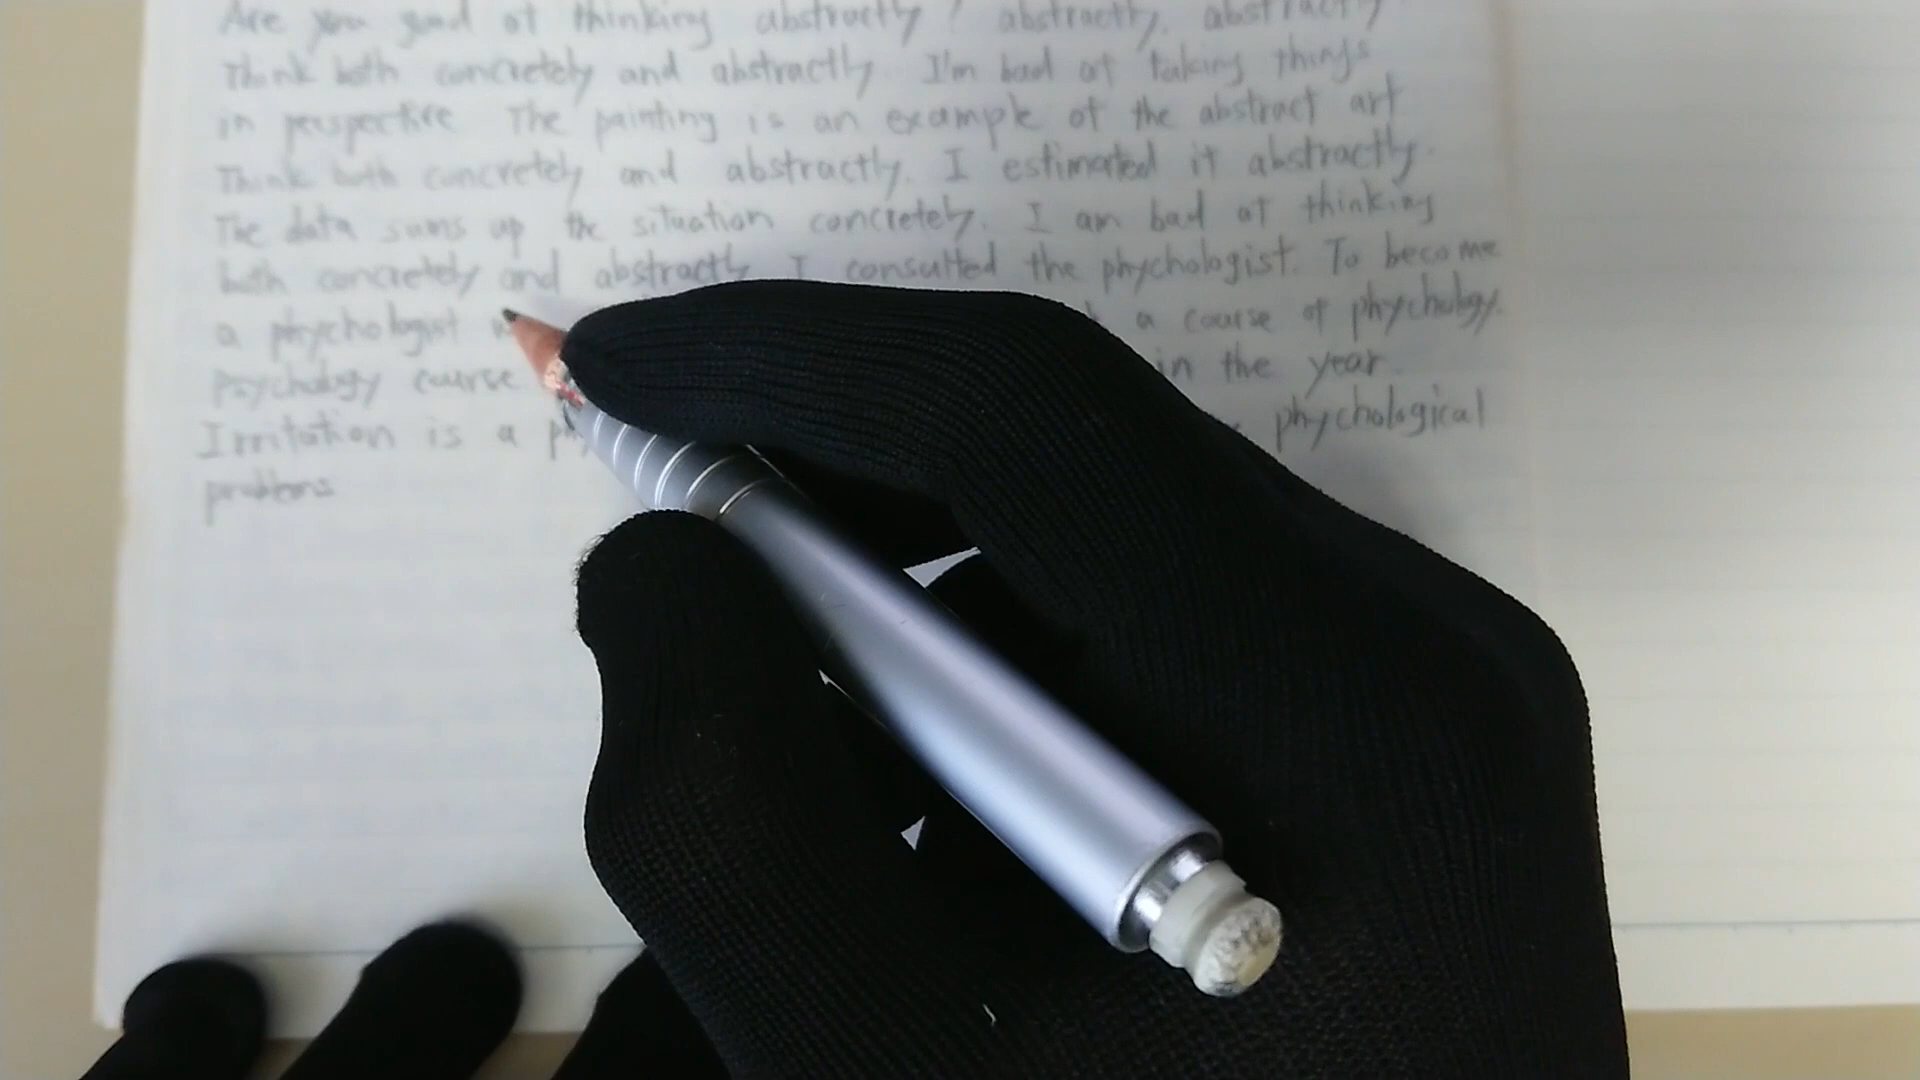 Are you good at thinking abstractly? abstractly. abstractly
Think both concretely and abstractly. I'm bad at taking things
in perspective The painting is an example of the abstract art
Think both concretely and abstractly. I estimated it abstractly.
The data sums up the situation concretely. I am bad at thinking
both concretely and abstractly I consulted the phychologist. To become
a phychologist a course of phychology.
Psychology course in the year.
Irritation is a phychological
problems